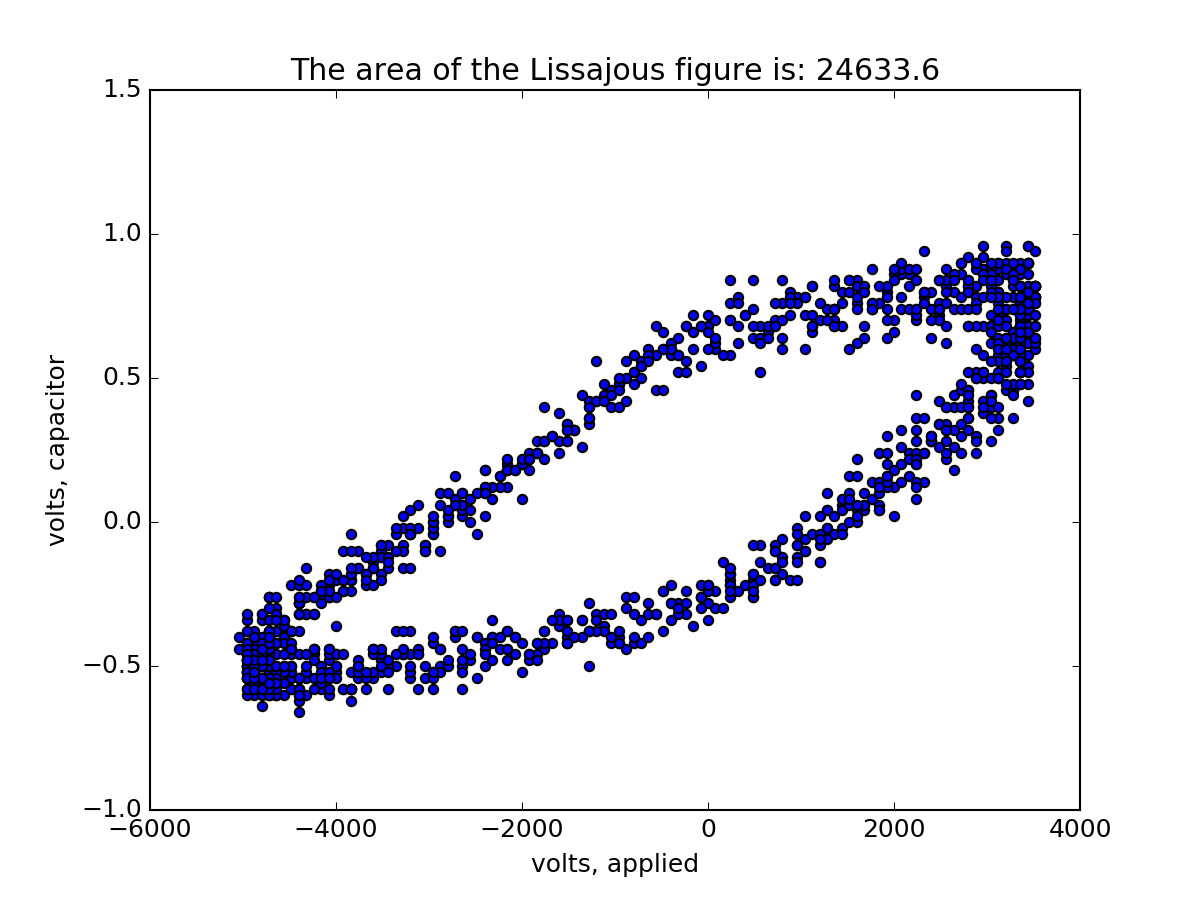 The area of the Lissajous figure is: 24633.6
1.5
1.0
0.5
0.0
−0.5
−1.0
volts, capacitor
−6000 −4000 −2000 0 2000 4000
volts, applied